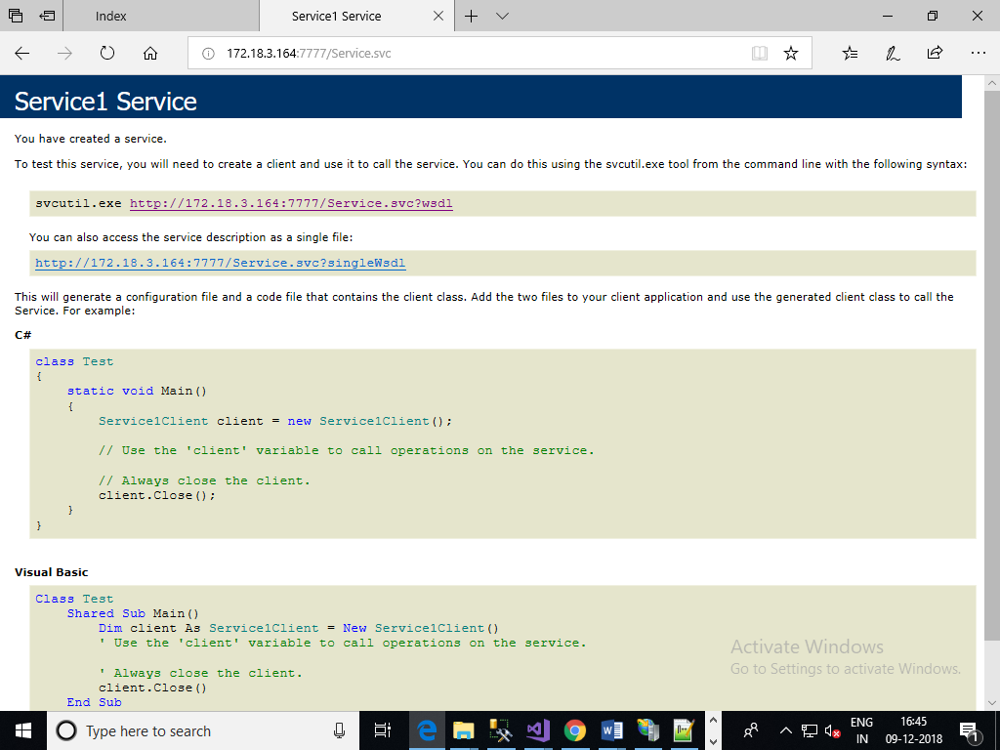 Index
Service1 Service
172.18.3.164:7777/Service.svc
Service1 Service
You have created a service.
To test this service, you will need to create a client and use it to call the service. You can do this using the svcutil.exe tool from the command line with the following syntax:
svcutil.exe http://172.18.3.164:7777/Service.svc?wsdl
You can also access the service description as a single file:
http://172.18.3.164:7777/Service.svc?singleWsdl
This will generate a configuration file and a code file that contains the client class. Add the two files to your client application and use the generated client class to call the
Service. For example:
C#
class Test
{
    static void Main()
    {
        Service1Client client = new Service1Client();
        // Use the 'client' variable to call operations on the service.
        // Always close the client.
        client.Close();
    }
}
Visual Basic
Class Test
    Shared Sub Main()
        Dim client As Service1Client = New Service1Client()
        ' Use the 'client' variable to call operations on the service.
        ' Always close the client.
        client.Close()
    End Sub
Activate Windows
Go to Settings to activate Windows.
Type here to search
ENG
IN
16:45
09-12-2018
1